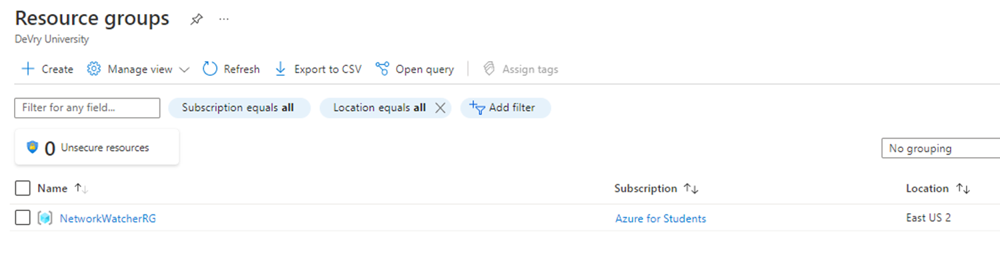 Resource groups ...
DeVry University
Create Manage view Refresh Export to CSV Open query Assign tags
Filter for any field... Subscription equals all Location equals all Add filter
0 Unsecure resources
No grouping
Name Subscription Location
NetworkWatcherRG Azure for Students East US 2